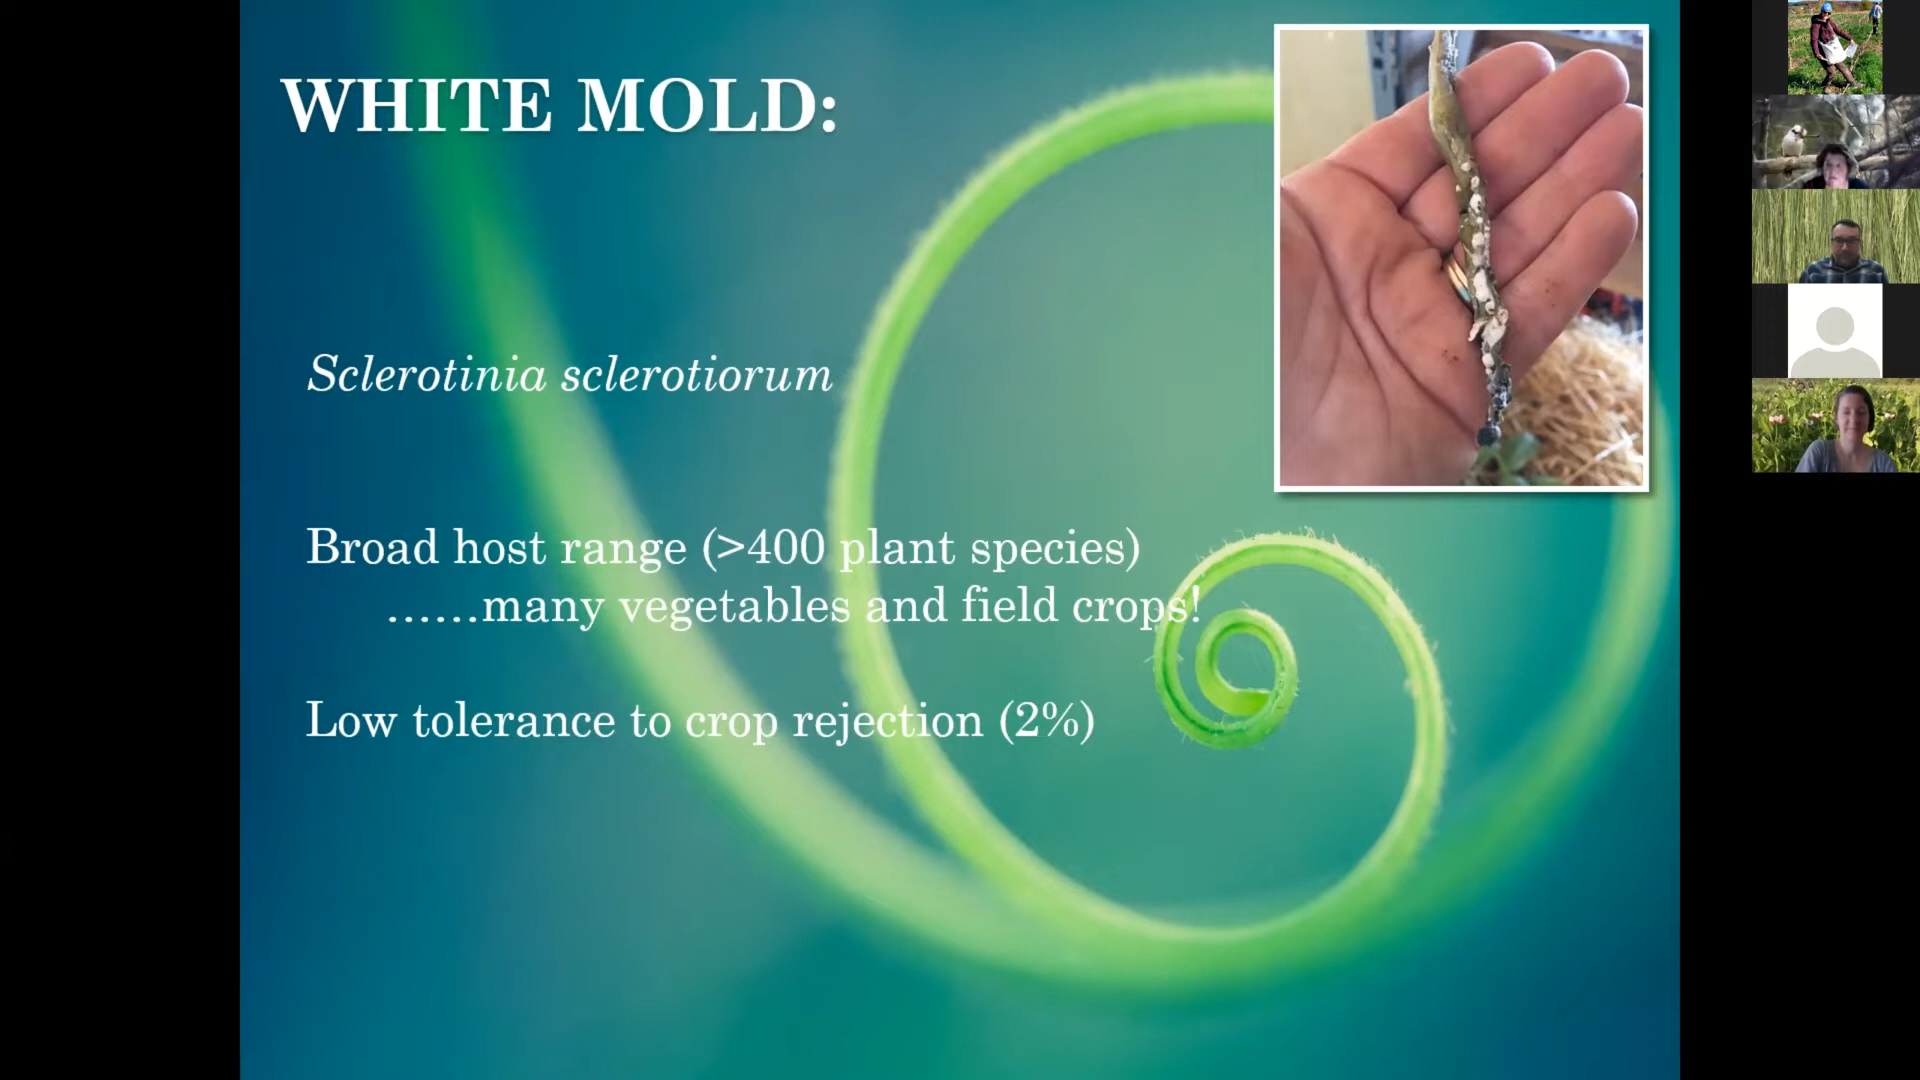 WHITE MOLD:
Sclerotinia sclerotiorum
Broad host range (>400 plant species)
......many vegetables and field crops!
Low tolerance to crop rejection (2%)